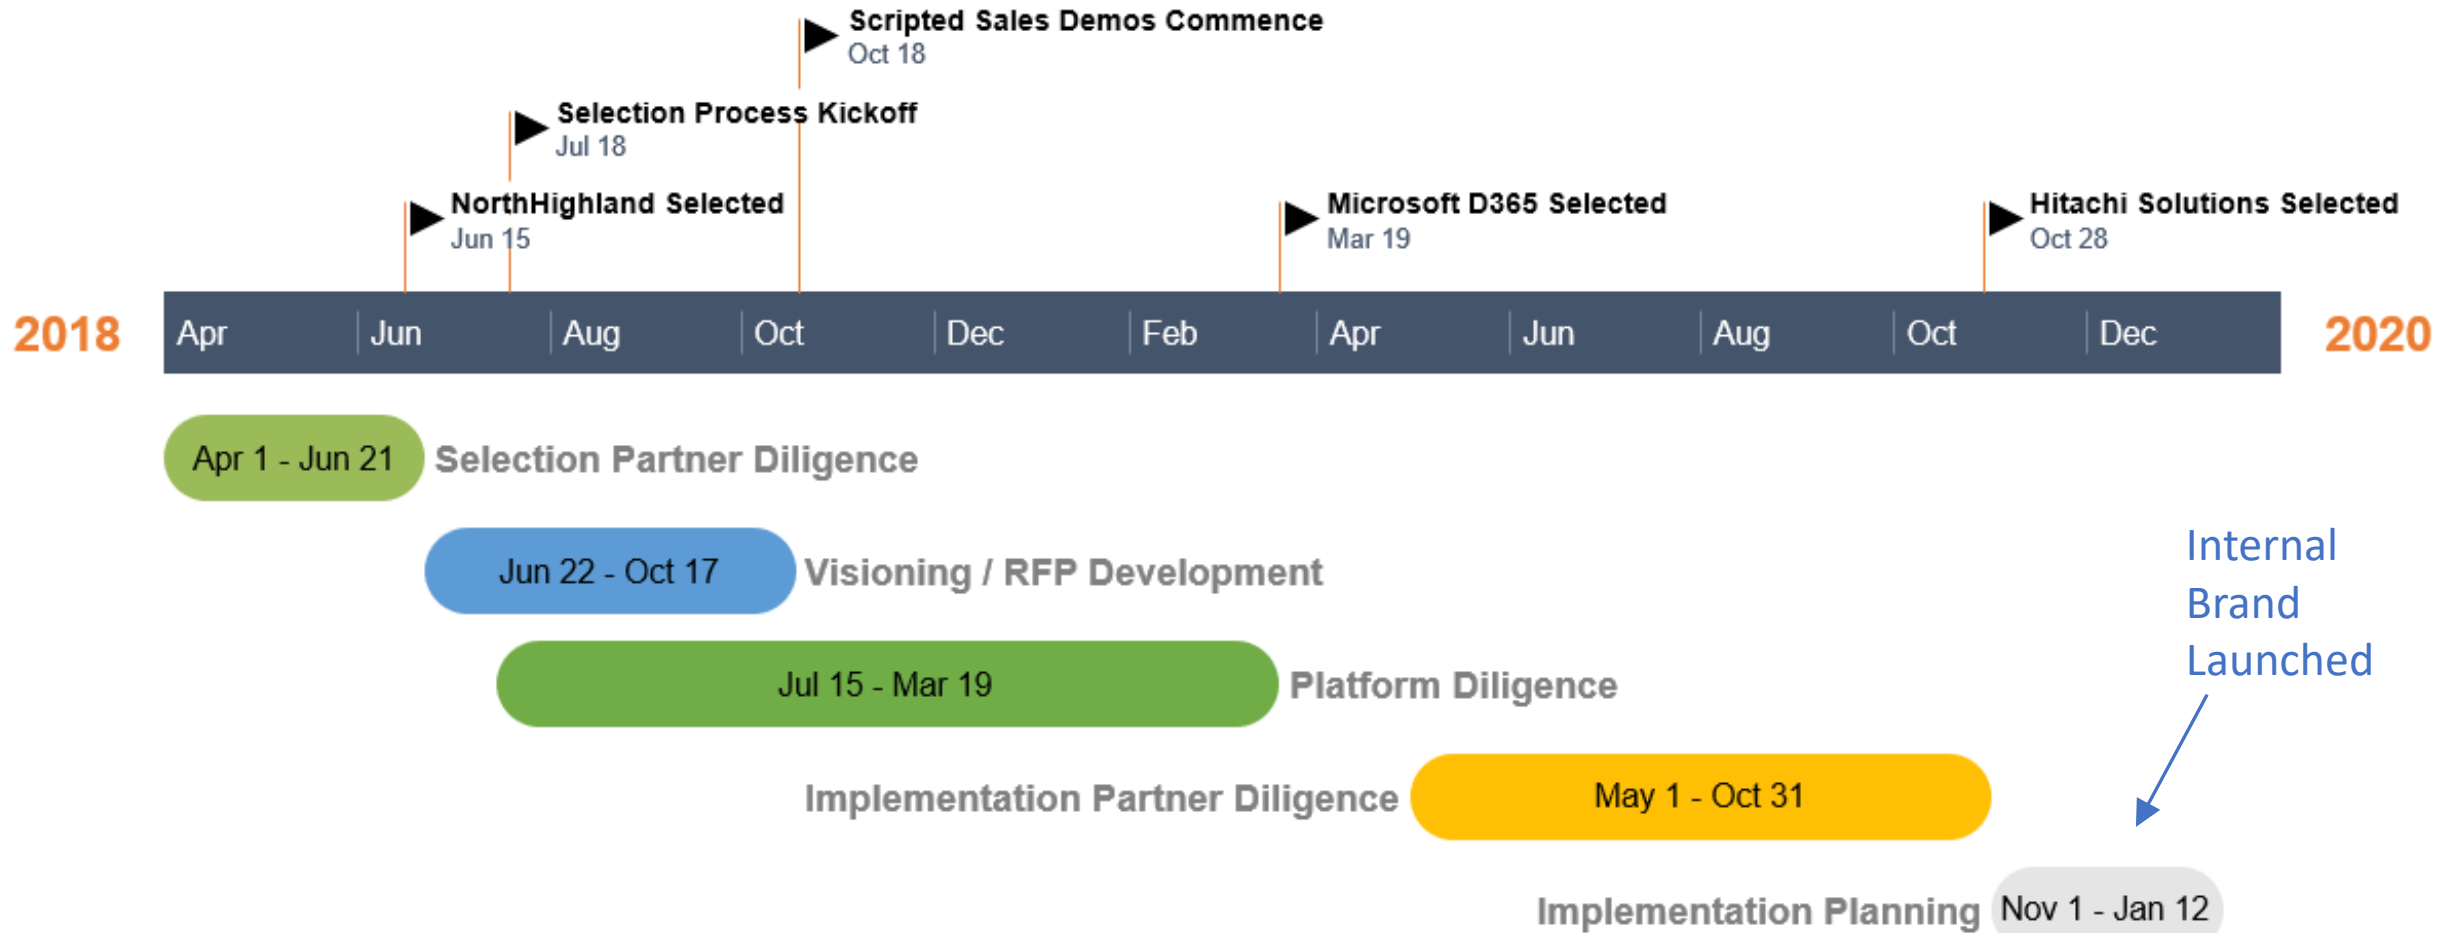 Scripted Sales Demos Commence
Oct 18
Selection Process Kickoff
Jul 18
NorthHighland Selected
Jun 15
Microsoft D365 Selected
Mar 19
Hitachi Solutions Selected
Oct 28
2018 Apr Jun Aug Oct Dec Feb Apr Jun Aug Oct Dec 2020
Apr 1 - Jun 21 Selection Partner Diligence
Jun 22 - Oct 17 Visioning / RFP Development
Internal
Brand
Launched
Jul 15 - Mar 19 Platform Diligence
Implementation Partner Diligence May 1 - Oct 31
Implementation Planning Nov 1 - Jan 12